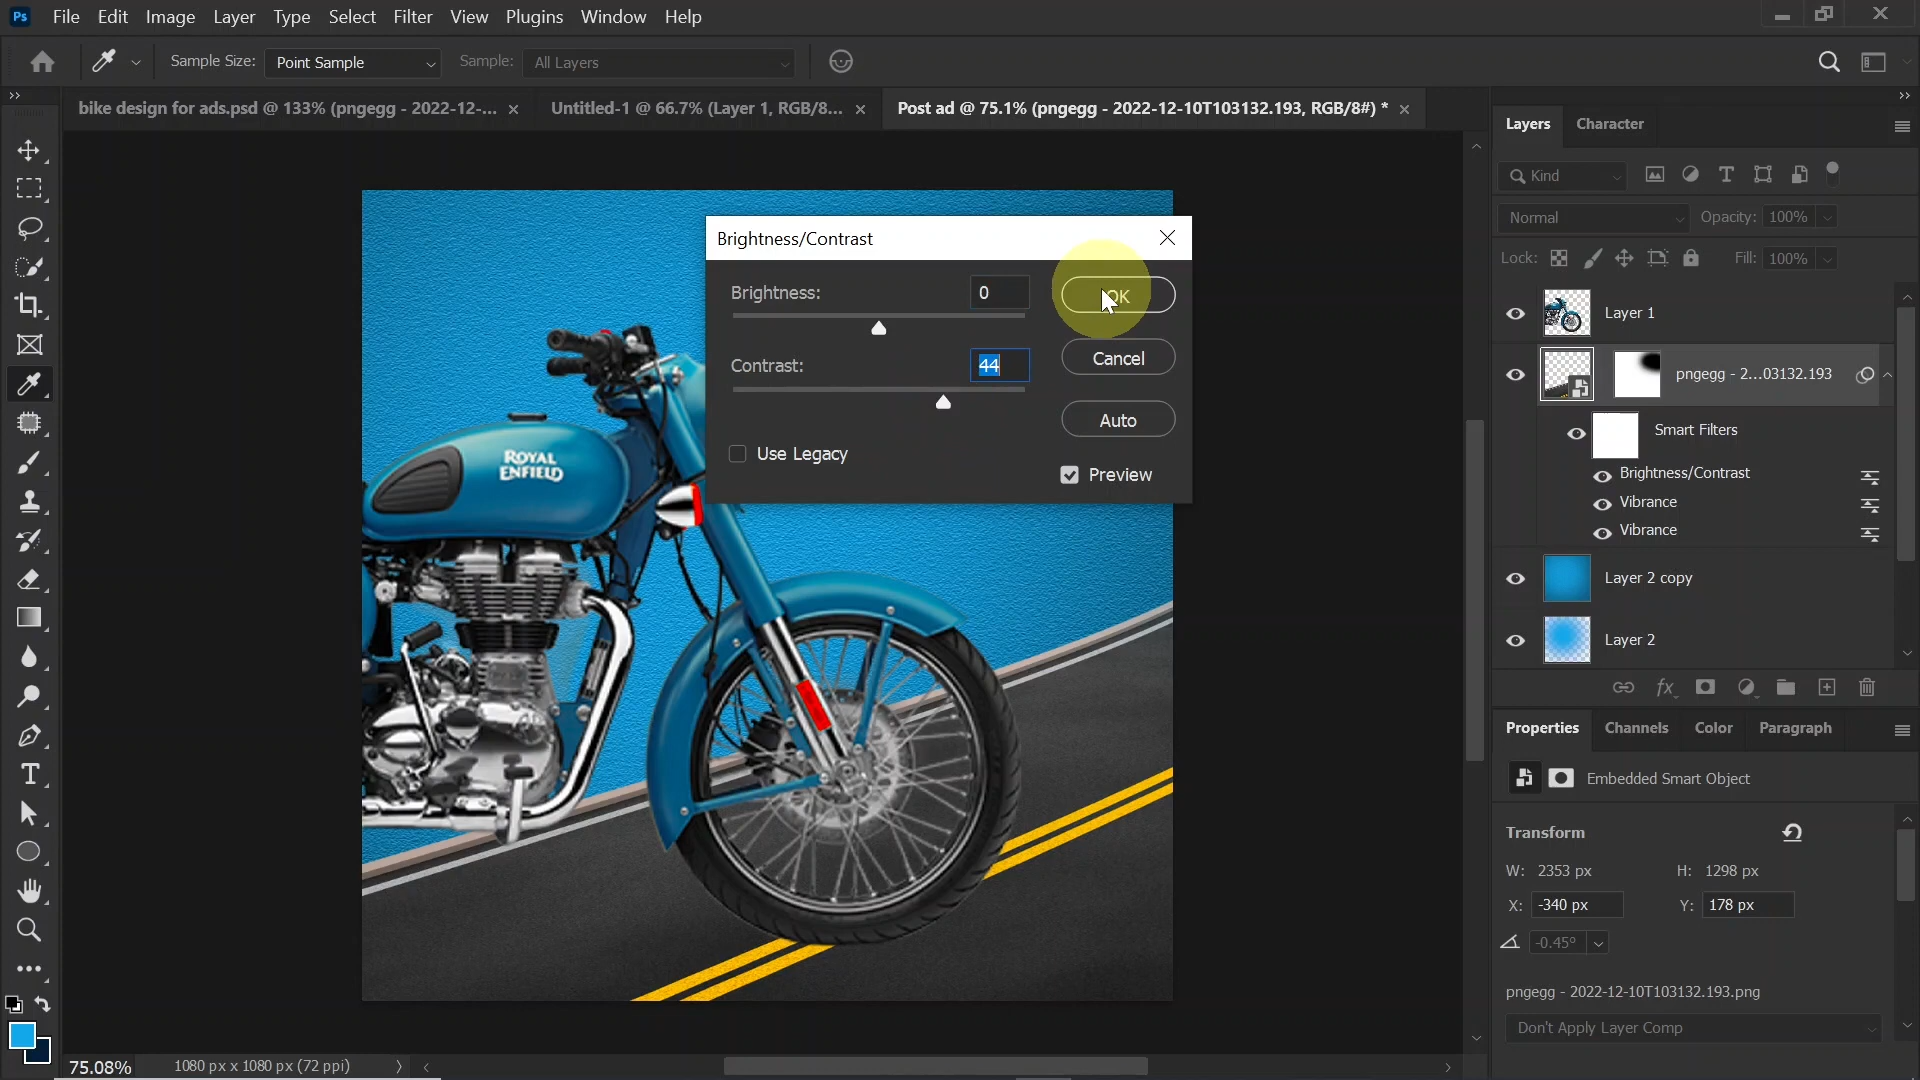 Ps File Edit Image Layer Type Select Filter View Plugins Window Help
Sample Size: Point Sample Sample: All Layers
bike design for ads.psd @ 133% (pngegg - 2022-12-... × Untitled-1 @ 66.7% (Layer 1, RGB/8... × Post ad @ 75.1% (pngegg - 2022-12-10T103132.193, RGB/8#) * ×
Layers Character
Kind
Normal Opacity: 100%
Lock: Fill: 100%
Layer 1
pngegg - 2...03132.193
Smart Filters
Brightness/Contrast
Vibrance
Vibrance
Layer 2 copy
Layer 2
Brightness/Contrast
Brightness: 0
OK
Contrast: 44
Cancel
Auto
Use Legacy
Preview
ROYAL
ENFIELD
Properties Channels Color Paragraph
Embedded Smart Object
Transform
W: 2353 px H: 1298 px
X: -340 px Y: 178 px
-0.45°
pngegg - 2022-12-10T103132.193.png
Don't Apply Layer Comp
75.08% 1080 px x 1080 px (72 ppi)